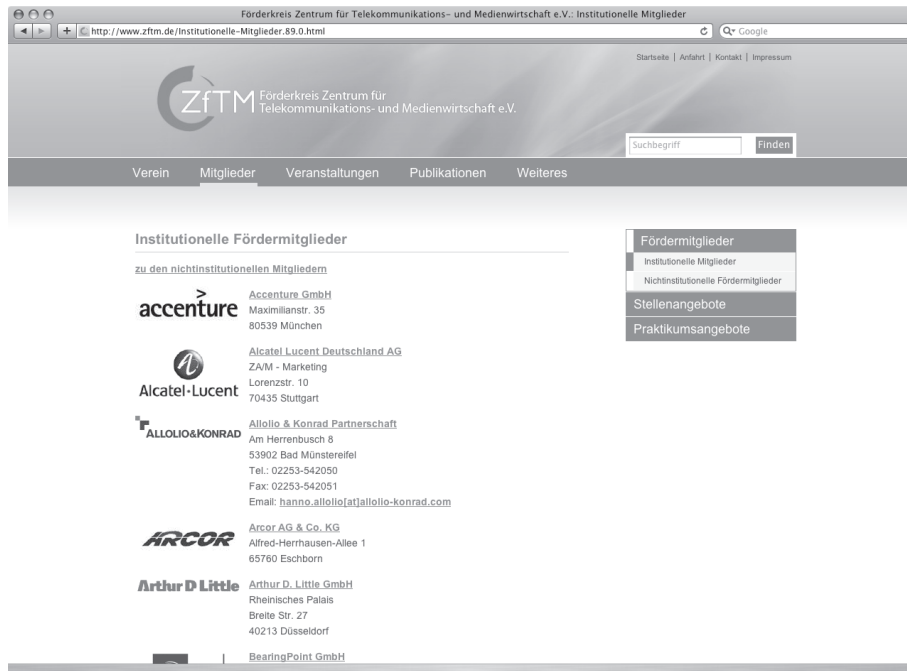 Förderkreis Zentrum für Telekommunikations- und Medienwirtschaft e.V.: Institutionelle Mitglieder
http://www.zftm.de/Institutionelle-Mitglieder.89.0.html
Google
Startseite | Anfahrt | Kontakt | Impressum
ZfTM Förderkreis Zentrum für
Telekommunikations- und Medienwirtschaft e.V.
Suchbegriff Finden
Verein Mitglieder Veranstaltungen Publikationen Weiteres
Institutionelle Fördermitglieder
zu den nichtinstitutionellen Mitgliedern
accenture
Accenture GmbH
Maximilianstr. 35
80539 München
Alcatel·Lucent
Alcatel Lucent Deutschland AG
ZA/M - Marketing
Lorenzstr. 10
70435 Stuttgart
ALLOLIO&KONRAD
Allolio & Konrad Partnerschaft
Am Herrenbusch 8
53902 Bad Münstereifel
Tel.: 02253-542050
Fax: 02253-542051
Email: hanno.allolio[at]allolio-konrad.com
ARCOR
Arcor AG & Co. KG
Alfred-Herrhausen-Allee 1
65760 Eschborn
Arthur D Little
Arthur D. Little GmbH
Rheinisches Palais
Breite Str. 27
40213 Düsseldorf
BearingPoint GmbH
Fördermitglieder
Institutionelle Mitglieder
Nichtinstitutionelle Fördermitglieder
Stellenangebote
Praktikumsangebote